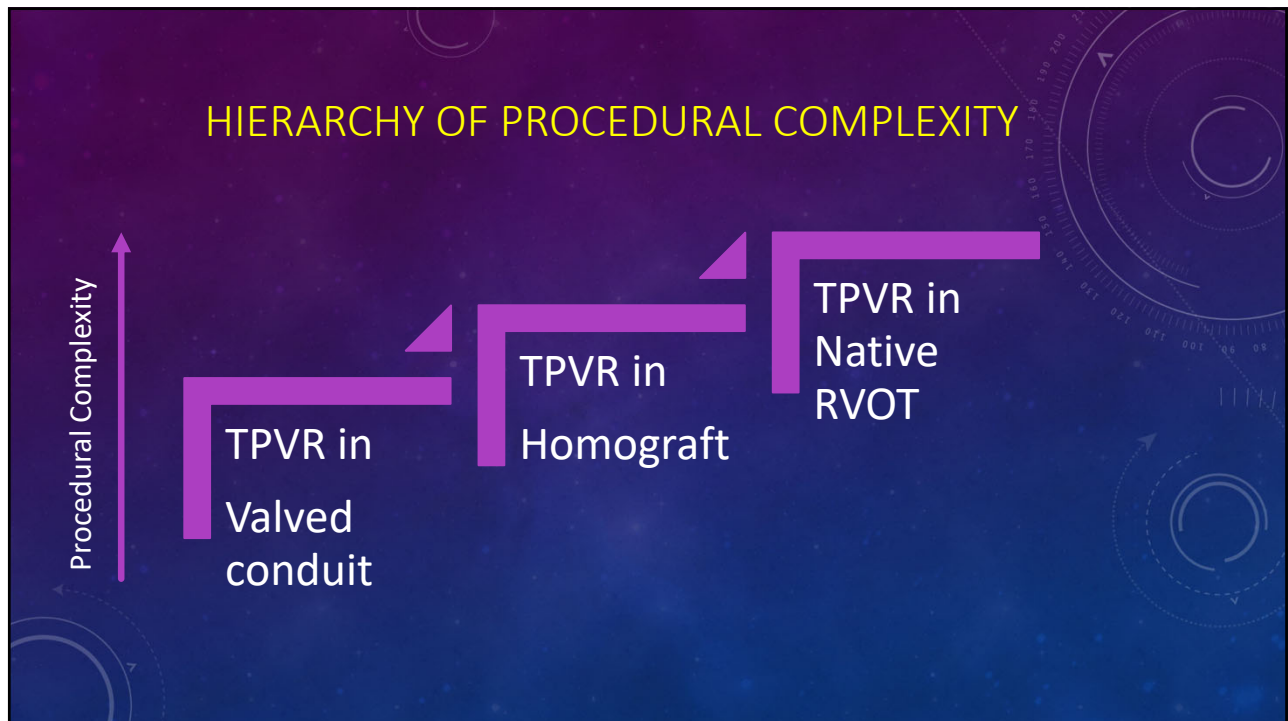 HIERARCHY OF PROCEDURAL COMPLEXITY
Procedural Complexity
TPVR in
Valved
conduit
TPVR in
Homograft
TPVR in
Native
RVOT